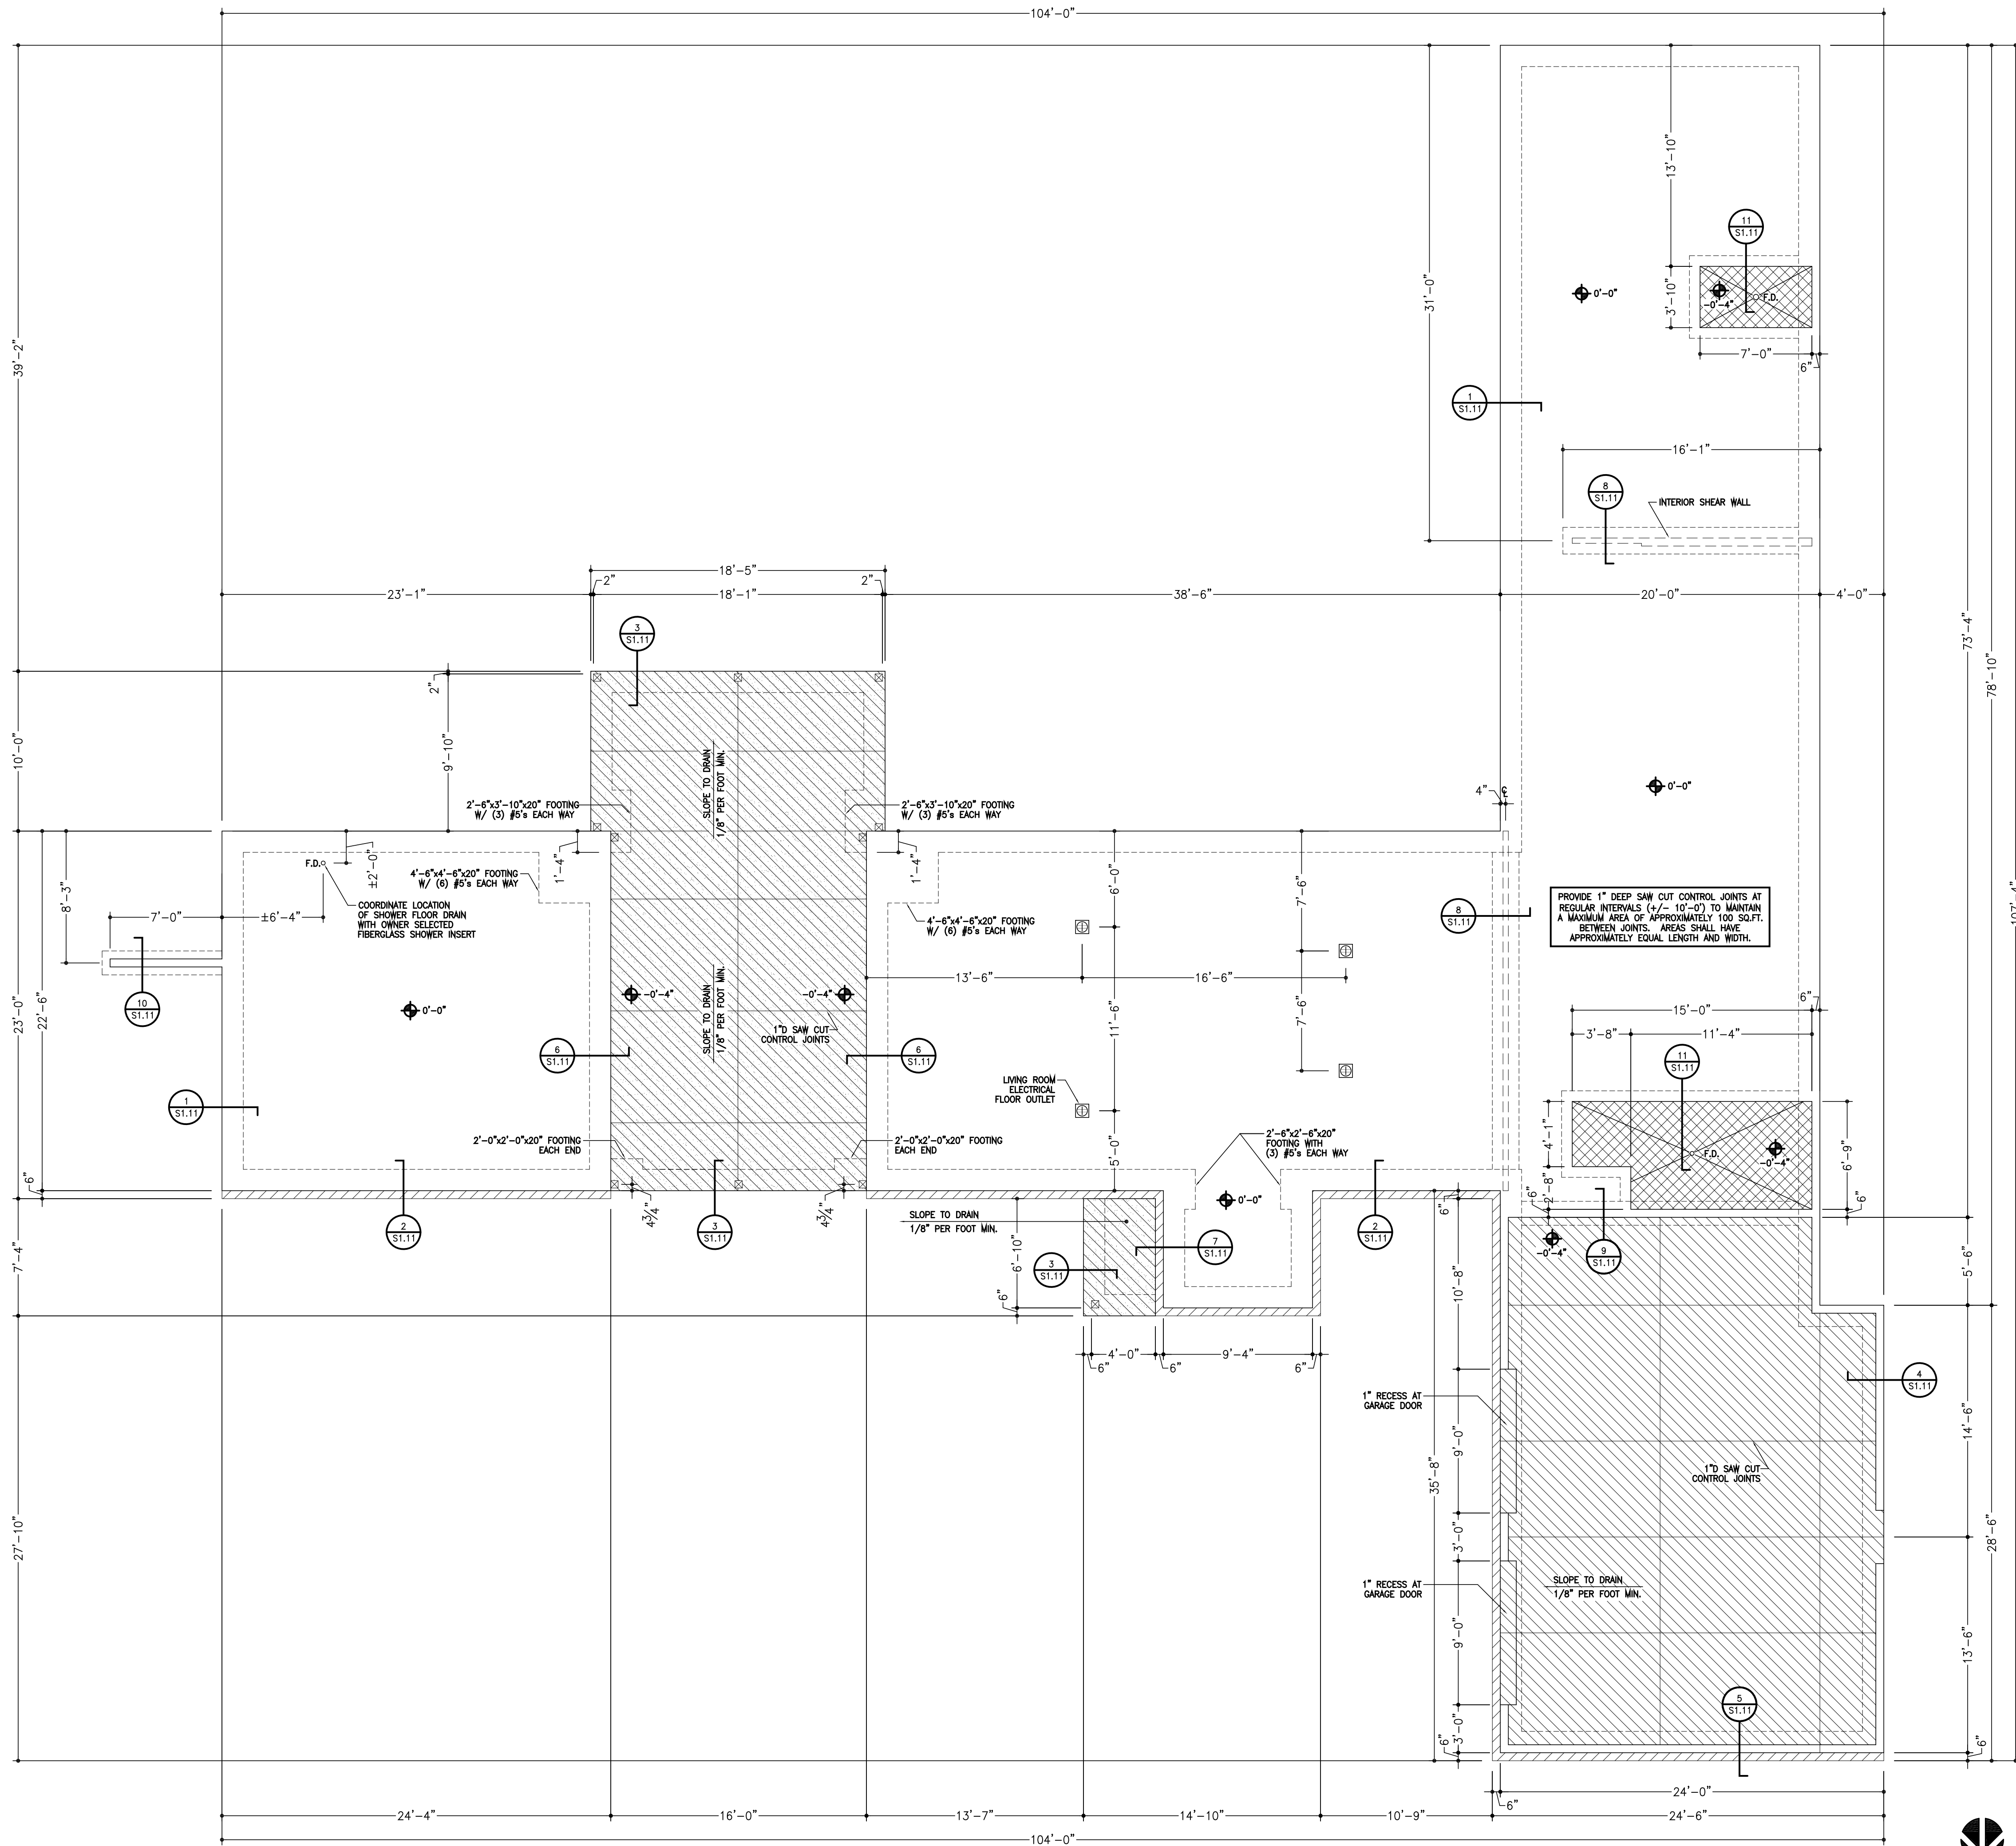 104'-0"
39'-2"
31'-0"
13'-10"
11
S1.11
0'-0"
-0'-4"
F.D.
3'-10"
7'-0"
6"
1
S1.11
16'-1"
8
S1.11
INTERIOR SHEAR WALL
73'-4"
78'-10"
18'-5"
2"
2"
23'-1"
18'-1"
38'-6"
20'-0"
4'-0"
3
S1.11
2"
10'-0"
9'-10"
SLOPE TO DRAIN
1/8" PER FOOT MIN.
2'-6"x3'-10"x20" FOOTING
W/ (3) #5's EACH WAY
2'-6"x3'-10"x20" FOOTING
W/ (3) #5's EACH WAY
4"
0'-0"
F.D.
±2'-0"
1'-4"
1'-4"
6'-0"
7'-6"
4'-6"x4'-6"x20" FOOTING
W/ (6) #5's EACH WAY
COORDINATE LOCATION
OF SHOWER FLOOR DRAIN
WITH OWNER SELECTED
FIBERGLASS SHOWER INSERT
8'-3"
7'-0"
±6'-4"
4'-6"x4'-6"x20" FOOTING
W/ (6) #5's EACH WAY
8
S1.11
PROVIDE 1" DEEP SAW CUT CONTROL JOINTS AT
REGULAR INTERVALS (+/- 10'-0') TO MAINTAIN
A MAXIMUM AREA OF APPROXIMATELY 100 SQ.FT.
BETWEEN JOINTS. AREAS SHALL HAVE
APPROXIMATELY EQUAL LENGTH AND WIDTH.
23'-0"
22'-6"
10
S1.11
0'-0"
-0'-4"
-0'-4"
SLOPE TO DRAIN
1/8" PER FOOT MIN.
1"D SAW CUT
CONTROL JOINTS
13'-6"
16'-6"
11'-6"
7'-6"
6
S1.11
6
S1.11
1
S1.11
LIVING ROOM
ELECTRICAL
FLOOR OUTLET
15'-0"
6"
3'-8"
11'-4"
11
S1.11
4'-1"
F.D.
-0'-4"
6'-9"
2'-8"
6"
6"
2'-0"x2'-0"x20" FOOTING
EACH END
2'-0"x2'-0"x20" FOOTING
EACH END
5'-0"
2'-6"x2'-6"x20"
FOOTING WITH
(3) #5's EACH WAY
0'-0"
6"
4¾"
4¾"
2
S1.11
3
S1.11
SLOPE TO DRAIN
1/8" PER FOOT MIN.
7
S1.11
2
S1.11
6"
-0'-4"
9
S1.11
7'-4"
6'-10"
6"
3
S1.11
10'-8"
5'-6"
4'-0"
6"
6"
9'-4"
6"
4
S1.11
1" RECESS AT
GARAGE DOOR
9'-0"
35'-8"
14'-6"
1"D SAW CUT
CONTROL JOINTS
27'-10"
3'-0"
28'-6"
1" RECESS AT
GARAGE DOOR
SLOPE TO DRAIN
1/8" PER FOOT MIN.
9'-0"
13'-6"
5
S1.11
3'-0"
6"
6"
24'-0"
6"
24'-4"
16'-0"
13'-7"
14'-10"
10'-9"
24'-6"
104'-0"